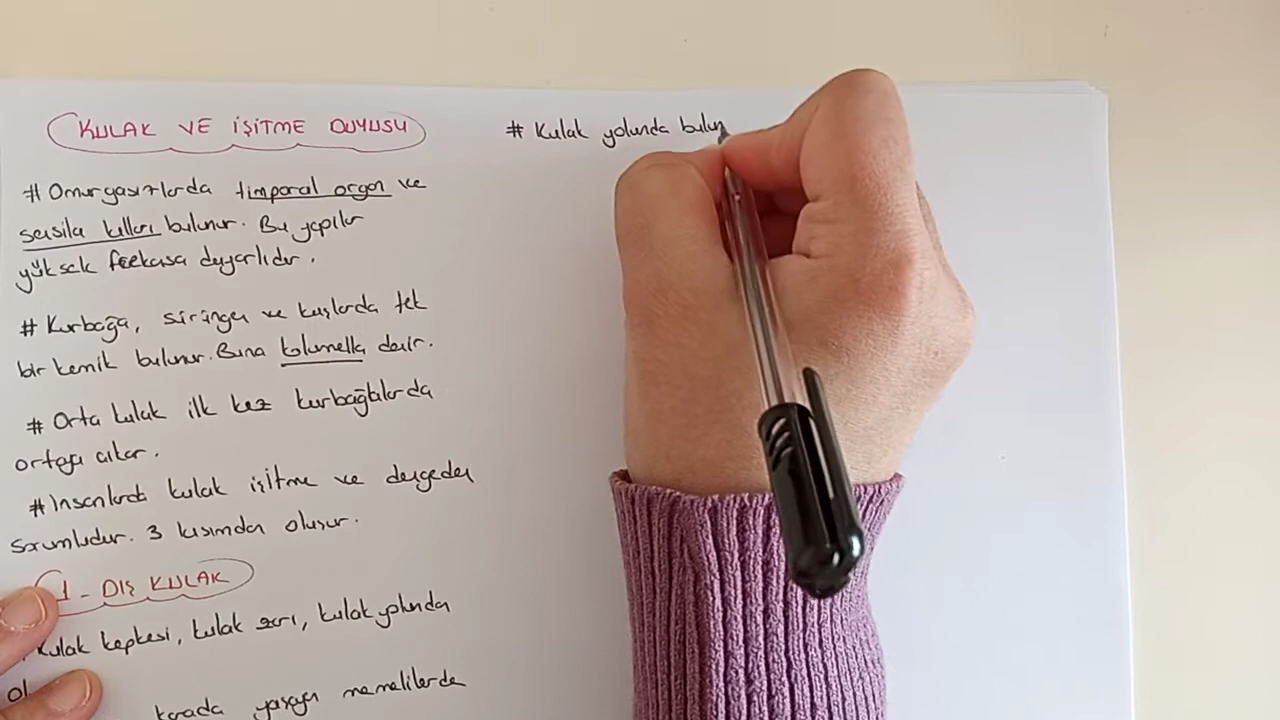 KULAK VE İŞİTME DUYUSU
# Omurgasızlarda timpanal organ ve
sensila kılları bulunur. Bu yapılar
yüksek frekansa duyarlıdır.
# Kurbağa, sürüngen ve kuşlarda tek
bir kemik bulunur. Buna kolumella denir.
# Orta kulak ilk kez kurbağalarda
ortaya çıkar.
# İnsanlarda kulak işitme ve dengeden
sorumludur. 3 kısımdan oluşur.
1 - DIŞ KULAK
Kulak kepçesi, kulak zarı, kulak yolundan
ol
karada yaşayan memelilerde
# Kulak yolunda bulun